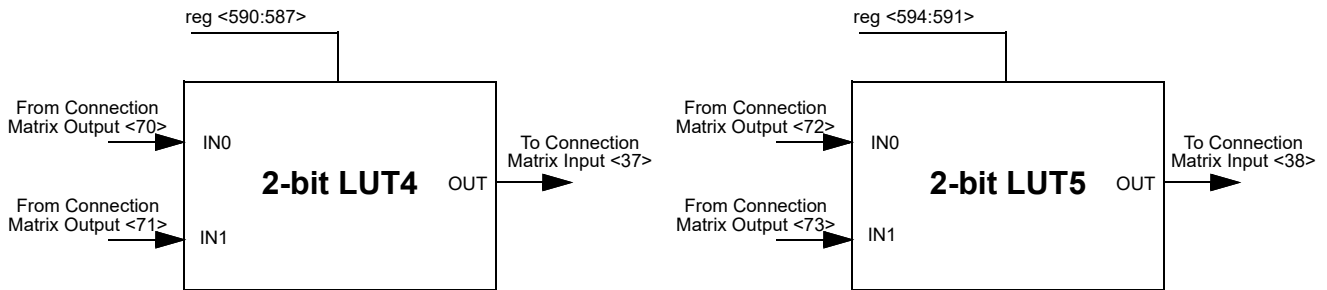 reg <590:587>
From Connection
Matrix Output <70>
IN0
2-bit LUT4
OUT
To Connection
Matrix Input <37>
From Connection
Matrix Output <71>
IN1
reg <594:591>
From Connection
Matrix Output <72>
IN0
2-bit LUT5
OUT
To Connection
Matrix Input <38>
From Connection
Matrix Output <73>
IN1